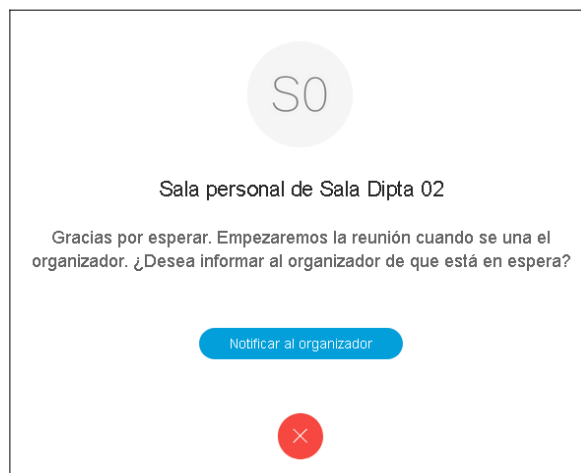 S0
Sala personal de Sala Dipta 02
Gracias por esperar. Empezaremos la reunión cuando se una el
organizador. ¿Desea informar al organizador de que está en espera?
Notificar al organizador